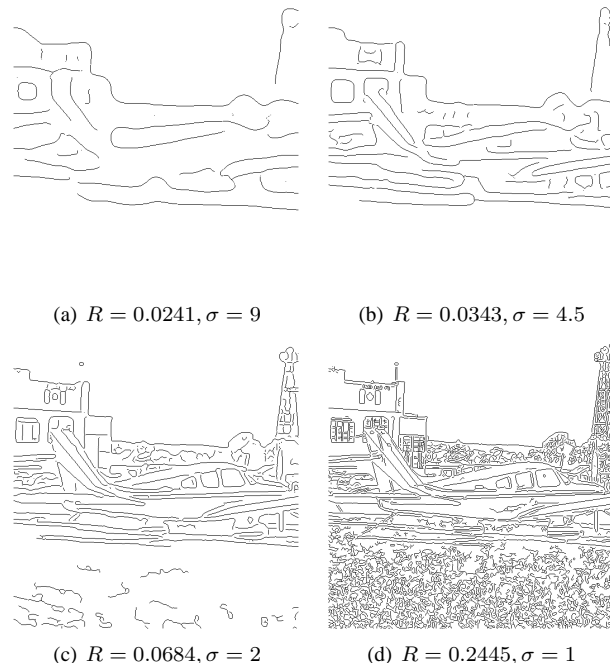 (a) R = 0.0241, σ = 9
(b) R = 0.0343, σ = 4.5
(c) R = 0.0684, σ = 2
(d) R = 0.2445, σ = 1